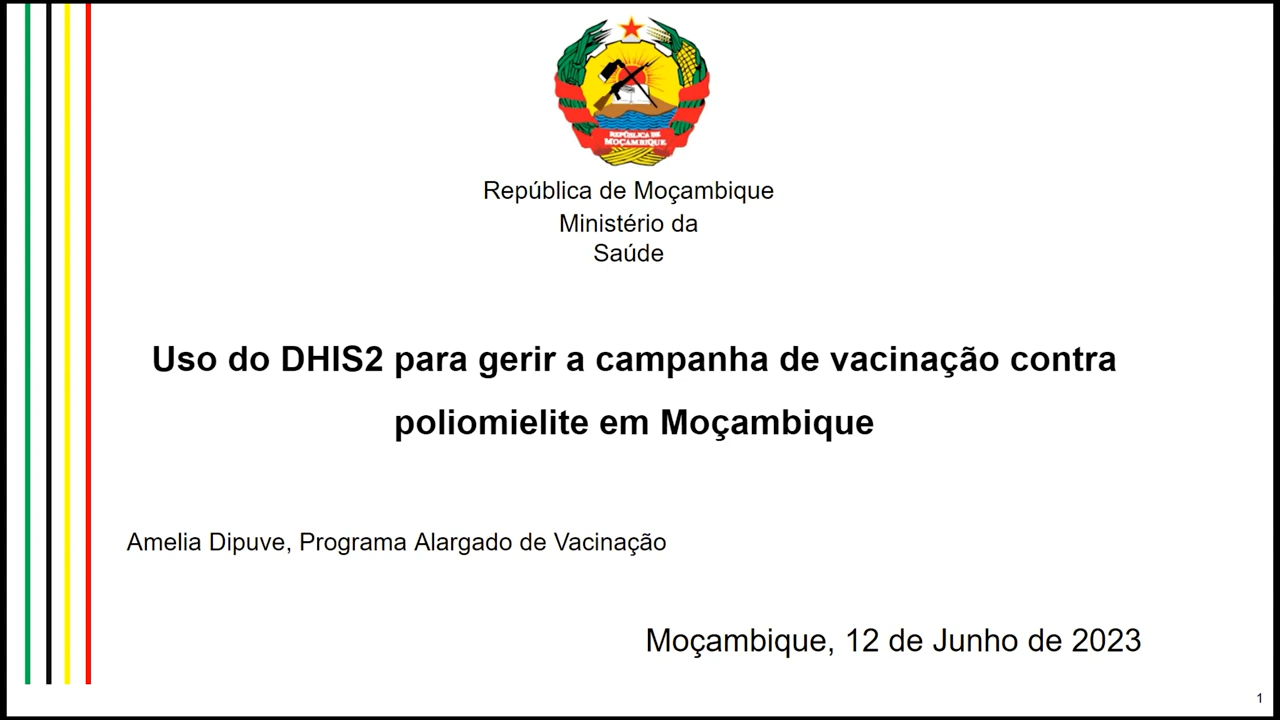 REPÚBLICA DE
MOÇAMBIQUE
República de Moçambique
Ministério da
Saúde
Uso do DHIS2 para gerir a campanha de vacinação contra
poliomielite em Moçambique
Amelia Dipuve, Programa Alargado de Vacinação
Moçambique, 12 de Junho de 2023
1